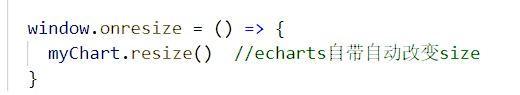 window.onresize = () => {
myChart.resize()  //echarts自带自动改变size
}